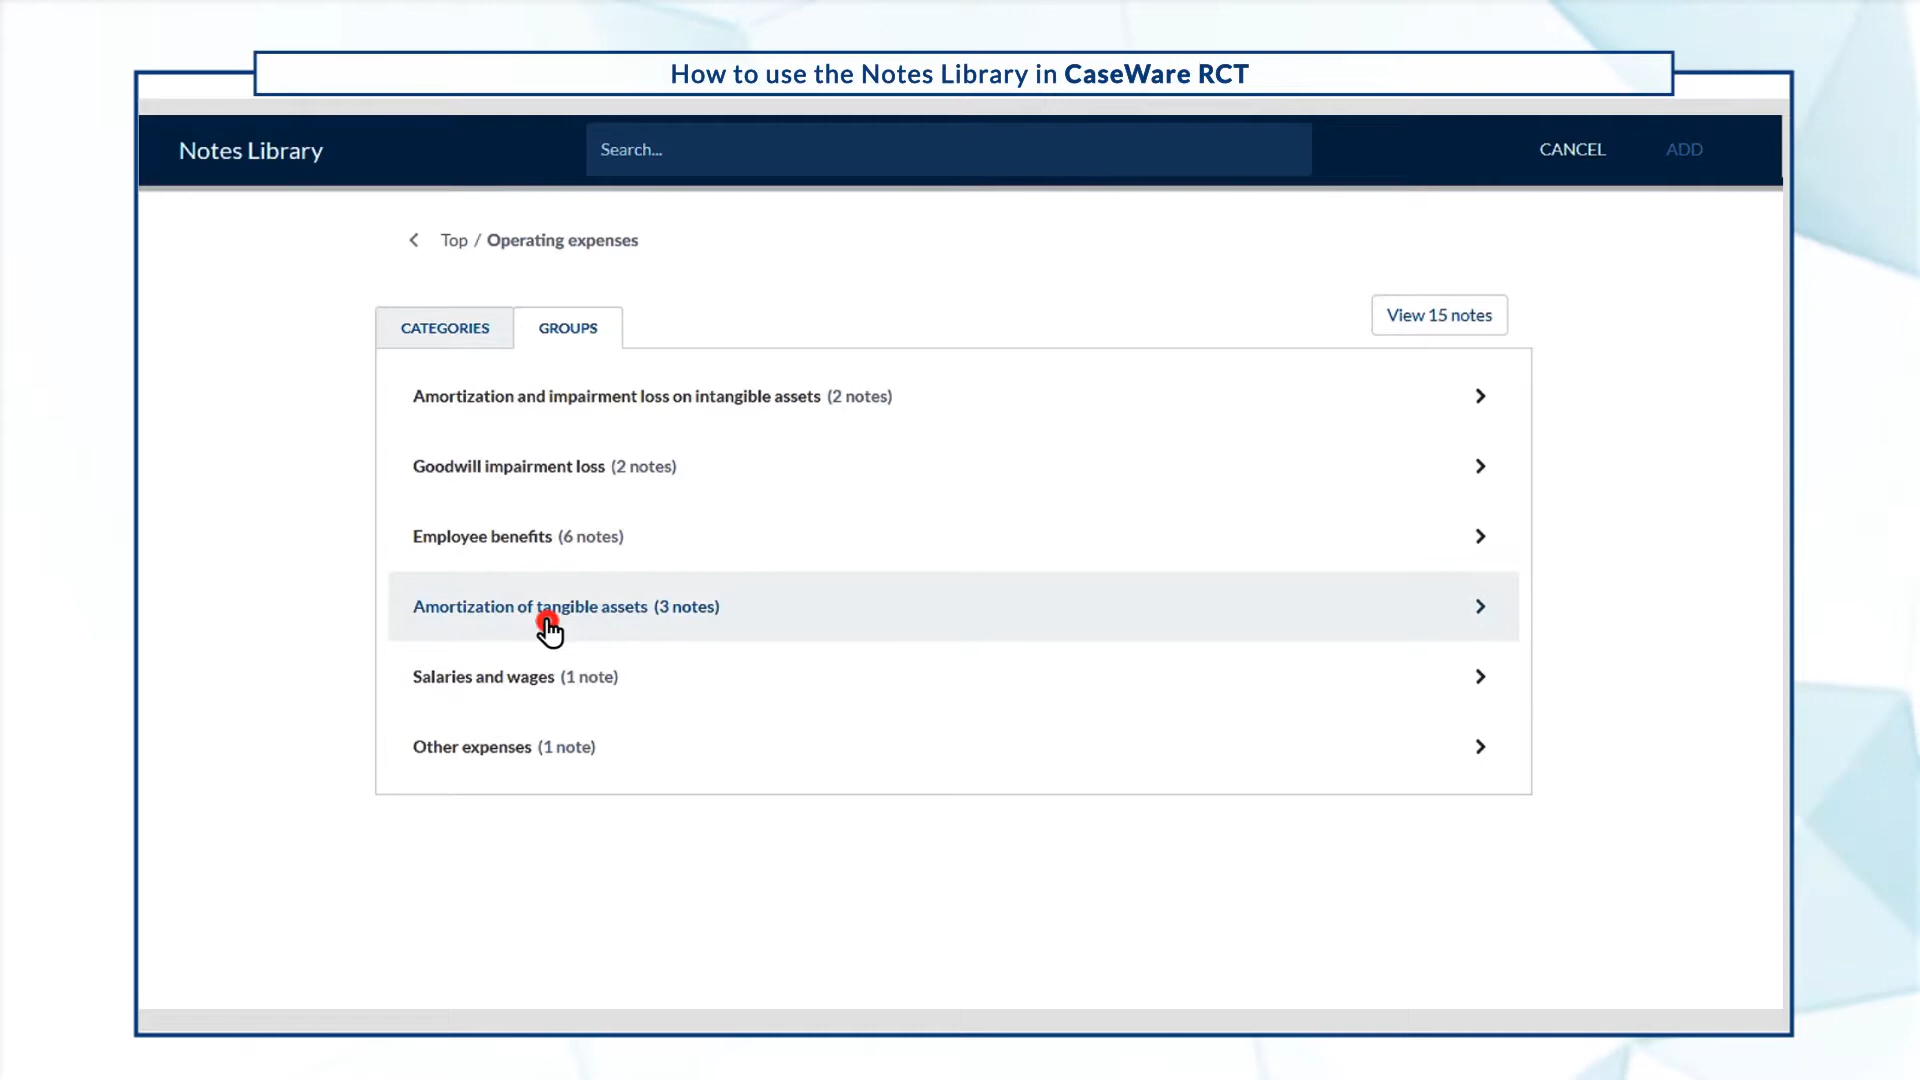 How to use the Notes Library in CaseWare RCT
Notes Library
Search...
CANCEL
ADD
Top / Operating expenses
CATEGORIES
GROUPS
View 15 notes
Amortization and impairment loss on intangible assets (2 notes)
Goodwill impairment loss (2 notes)
Employee benefits (6 notes)
Amortization of tangible assets (3 notes)
Salaries and wages (1 note)
Other expenses (1 note)